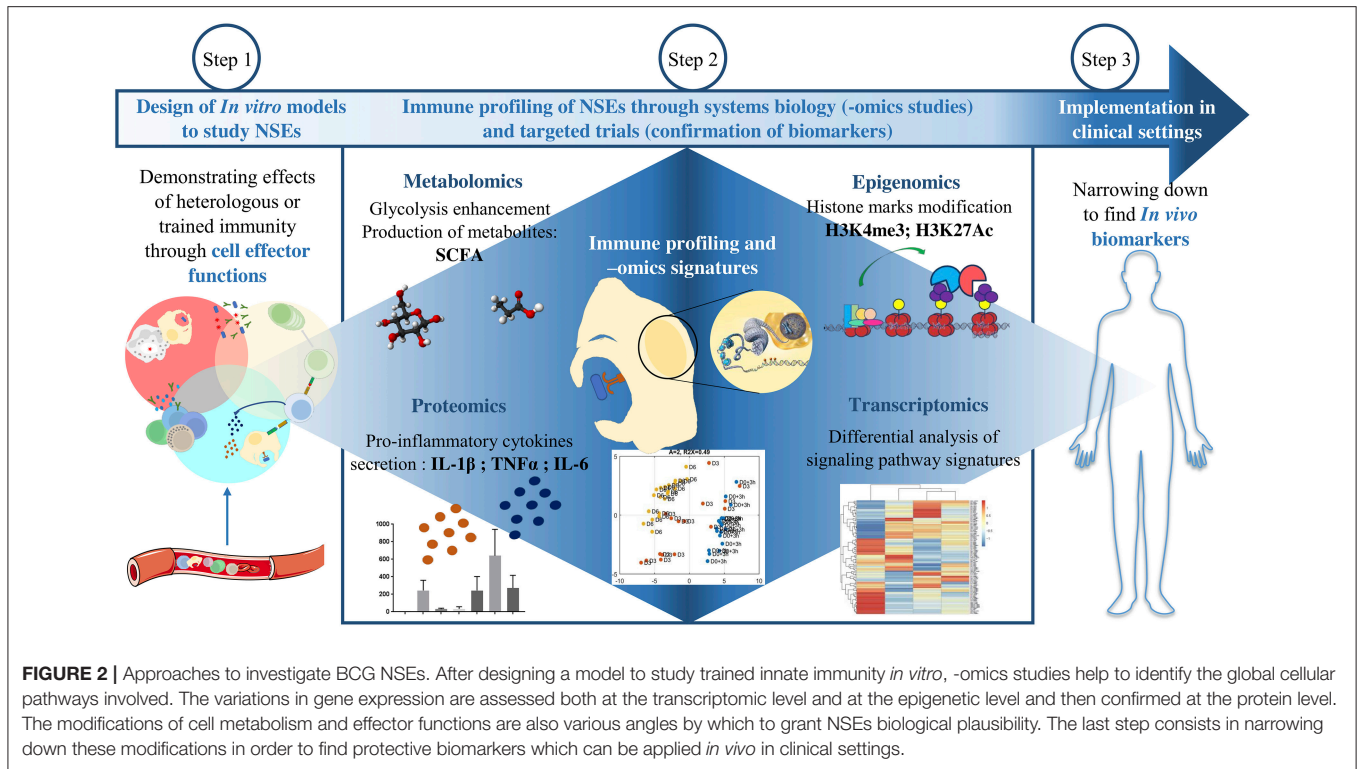 Step 1
Step 2
Step 3
Design of In vitro models
to study NSEs
Immune profiling of NSEs through systems biology (-omics studies)
and targeted trials (confirmation of biomarkers)
Implementation in
clinical settings
Demonstrating effects
of heterologous or
trained immunity
through cell effector
functions
Metabolomics
Glycolysis enhancement
Production of metabolites:
SCFA
Immune profiling and
–omics signatures
Epigenomics
Histone marks modification
H3K4me3; H3K27Ac
Narrowing down
to find In vivo
biomarkers
Proteomics
Pro-inflammatory cytokines
secretion : IL-1β ; TNFα ; IL-6
1000
800
600
400
200
0
A=2, R2X=0.49
5
0
-5
-10
-5
0
5
10
Transcriptomics
Differential analysis of
signaling pathway signatures
FIGURE 2 | Approaches to investigate BCG NSEs. After designing a model to study trained innate immunity in vitro, -omics studies help to identify the global cellular
pathways involved. The variations in gene expression are assessed both at the transcriptomic level and at the epigenetic level and then confirmed at the protein level.
The modifications of cell metabolism and effector functions are also various angles by which to grant NSEs biological plausibility. The last step consists in narrowing
down these modifications in order to find protective biomarkers which can be applied in vivo in clinical settings.